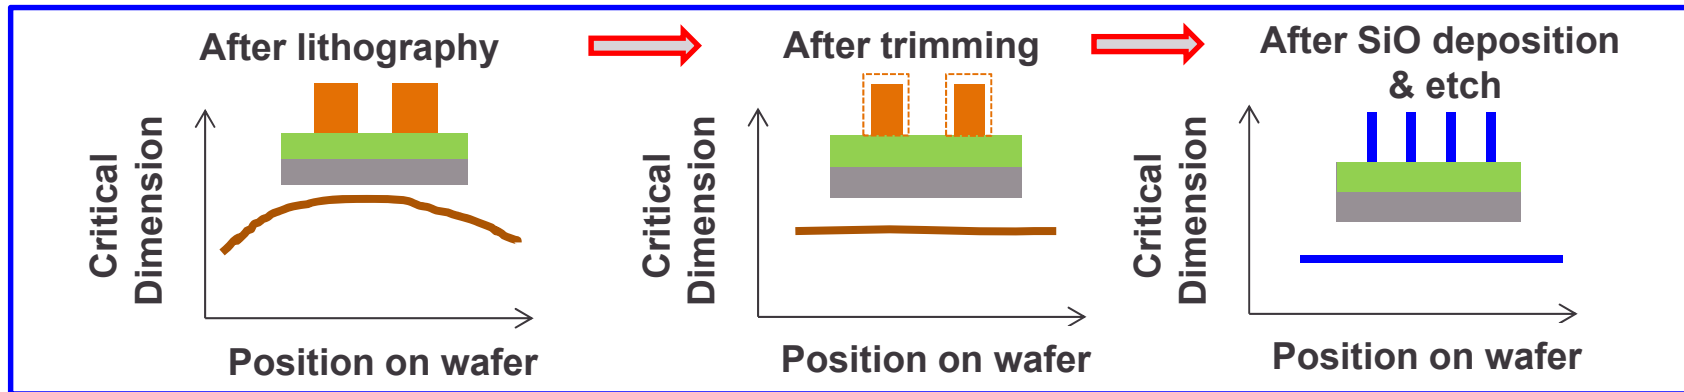 After lithography
Critical
Dimension
Position on wafer
After trimming
Critical
Dimension
Position on wafer
After SiO deposition
& etch
Critical
Dimension
Position on wafer